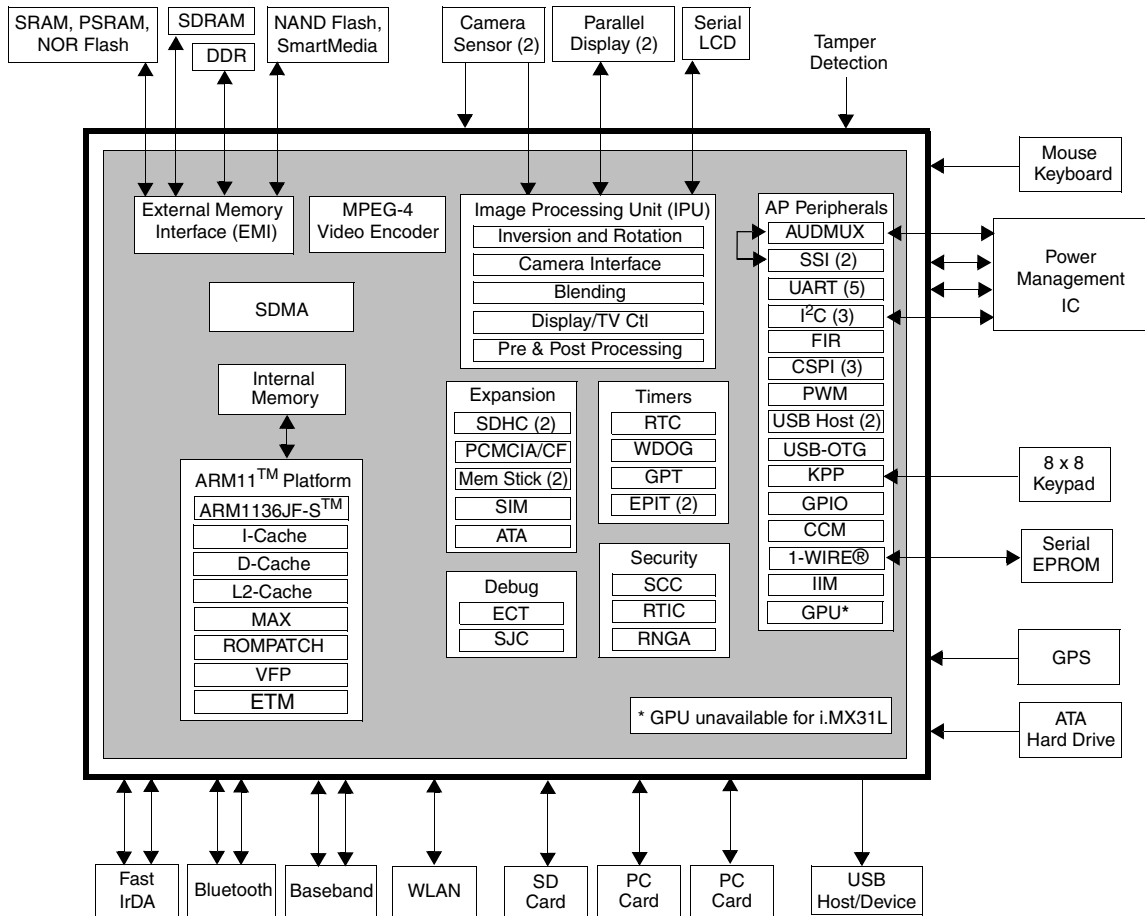 SRAM, PSRAM,
NOR Flash
SDRAM
DDR
NAND Flash,
SmartMedia
Camera
Sensor (2)
Parallel
Display (2)
Serial
LCD
Tamper
Detection
External Memory
Interface (EMI)
MPEG-4
Video Encoder
SDMA
Internal
Memory
ARM11™ Platform
ARM1136JF-S™
I-Cache
D-Cache
L2-Cache
MAX
ROMPATCH
VFP
ETM
Image Processing Unit (IPU)
Inversion and Rotation
Camera Interface
Blending
Display/TV Ctl
Pre & Post Processing
Expansion
SDHC (2)
PCMCIA/CF
Mem Stick (2)
SIM
ATA
Timers
RTC
WDOG
GPT
EPIT (2)
Debug
ECT
SJC
Security
SCC
RTIC
RNGA
AP Peripherals
AUDMUX
SSI (2)
UART (5)
I²C (3)
FIR
CSPI (3)
PWM
USB Host (2)
USB-OTG
KPP
GPIO
CCM
1-WIRE®
IIM
GPU*
* GPU unavailable for i.MX31L
Mouse
Keyboard
Power
Management
IC
8 x 8
Keypad
Serial
EPROM
GPS
ATA
Hard Drive
Fast
IrDA
Bluetooth
Baseband
WLAN
SD
Card
PC
Card
PC
Card
USB
Host/Device